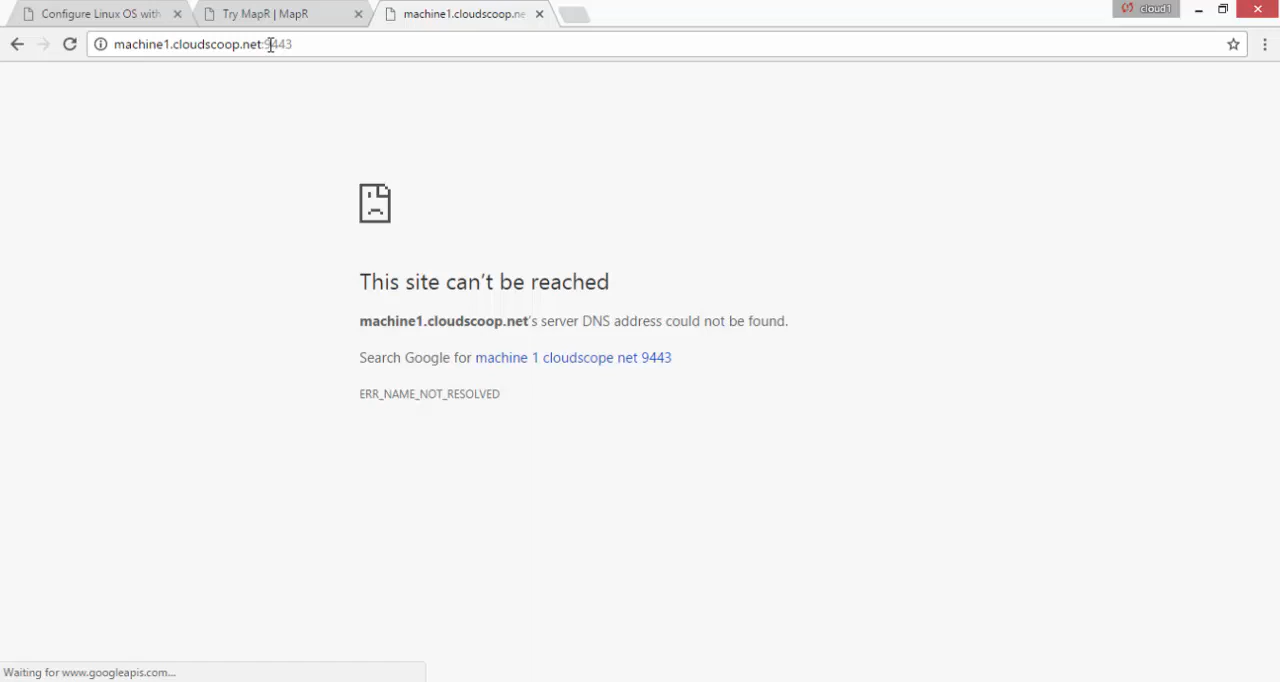 Configure Linux OS with
Try MapR | MapR
machine1.cloudscoop.ne
cloud1
machine1.cloudscoop.net:9443
This site can't be reached
machine1.cloudscoop.net's server DNS address could not be found.
Search Google for machine 1 cloudscope net 9443
ERR_NAME_NOT_RESOLVED
Waiting for www.googleapis.com...